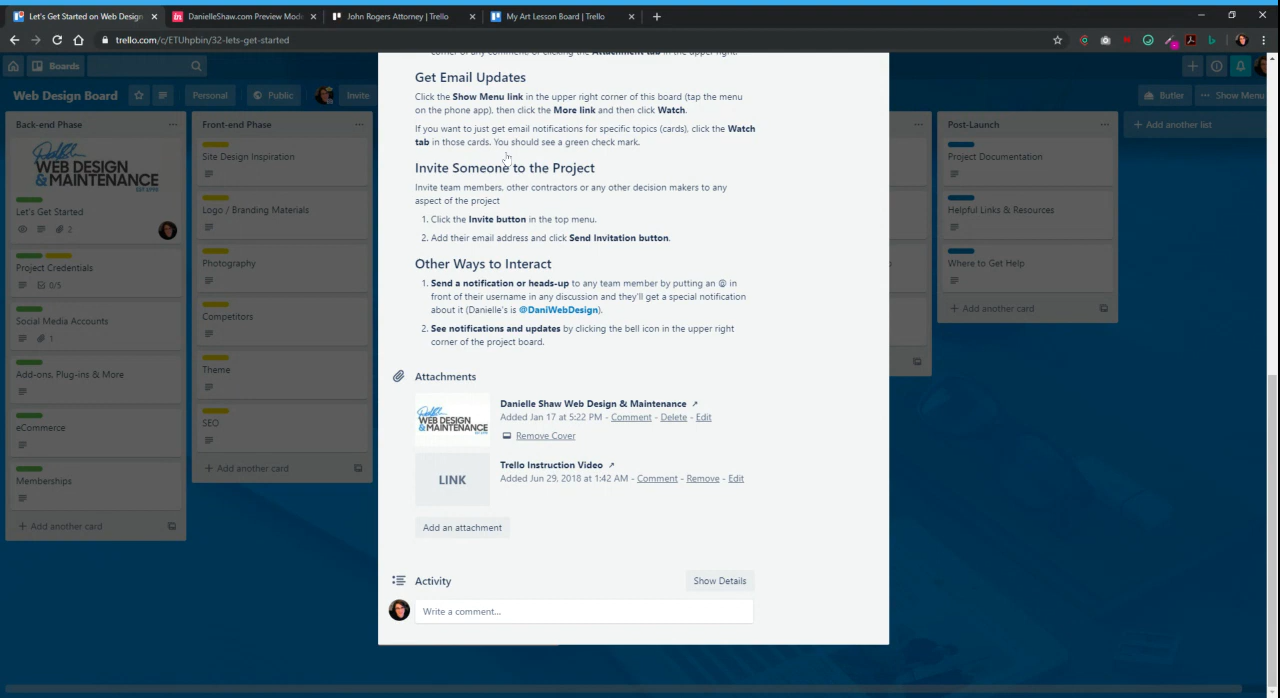 Let's Get Started on Web Design
DanielleShaw.com Preview Mode
John Rogers Attorney | Trello
My Art Lesson Board | Trello
trello.com/c/ETUhpbin/32-lets-get-started
Boards
Web Design Board
Personal
Public
Invite
Butler
Show Menu
corner of any comment or clicking the Attachment tab in the upper right.
Get Email Updates
Click the Show Menu link in the upper right corner of this board (tap the menu
on the phone app), then click the More link and then click Watch.
If you want to just get email notifications for specific topics (cards), click the Watch
tab in those cards. You should see a green check mark.
Invite Someone to the Project
Invite team members, other contractors or any other decision makers to any
aspect of the project
1. Click the Invite button in the top menu.
2. Add their email address and click Send Invitation button.
Other Ways to Interact
1. Send a notification or heads-up to any team member by putting an @ in
front of their username in any discussion and they'll get a special notification
about it (Danielle's is @DaniWebDesign).
2. See notifications and updates by clicking the bell icon in the upper right
corner of the project board.
Attachments
WEB DESIGN
& MAINTENANCE
Danielle Shaw Web Design & Maintenance ↗
Added Jan 17 at 5:22 PM - Comment - Delete - Edit
Remove Cover
LINK
Trello Instruction Video ↗
Added Jun 29, 2018 at 1:42 AM - Comment - Remove - Edit
Add an attachment
Activity
Show Details
Write a comment...
Back-end Phase
WEB DESIGN
& MAINTENANCE
Let's Get Started
2
Project Credentials
0/5
Social Media Accounts
1
Add-ons, Plug-ins & More
eCommerce
Memberships
+ Add another card
Front-end Phase
Site Design Inspiration
Logo / Branding Materials
Photography
Competitors
Theme
SEO
+ Add another card
Post-Launch
Project Documentation
Helpful Links & Resources
Where to Get Help
+ Add another card
+ Add another list